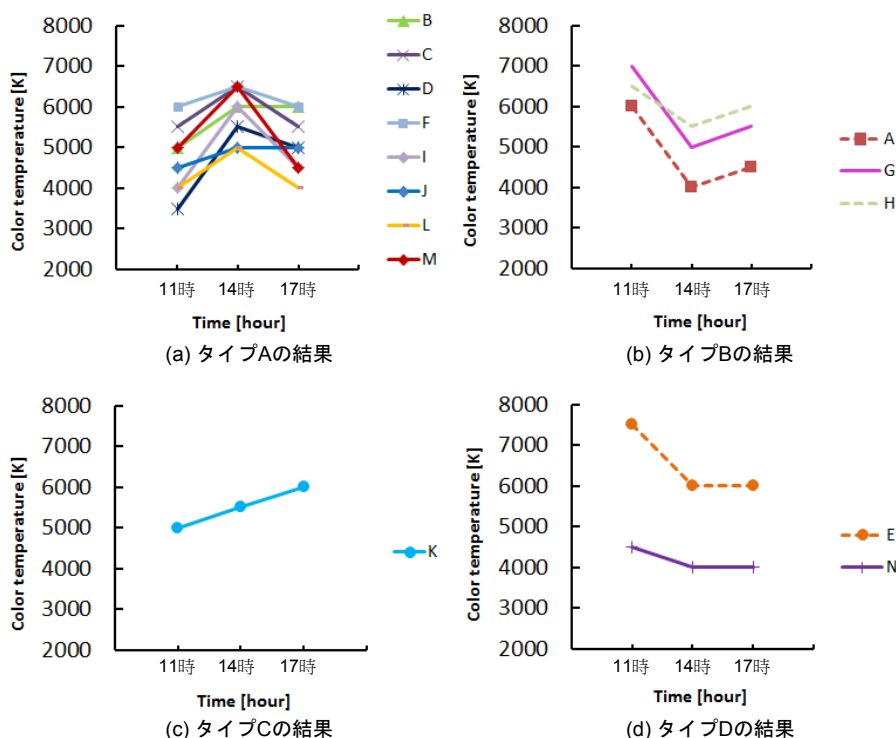 8000
7000
6000
5000
4000
3000
2000
Color temprerature [K]
11時 14時 17時
Time [hour]
B
C
D
F
I
J
L
M
(a) タイプAの結果
8000
7000
6000
5000
4000
3000
2000
Color temperature [K]
11時 14時 17時
Time [hour]
A
G
H
(b) タイプBの結果
8000
7000
6000
5000
4000
3000
2000
Color temperature [K]
11時 14時 17時
Time [hour]
K
(c) タイプCの結果
8000
7000
6000
5000
4000
3000
2000
Color temperature [K]
11時 14時 17時
Time [hour]
E
N
(d) タイプDの結果